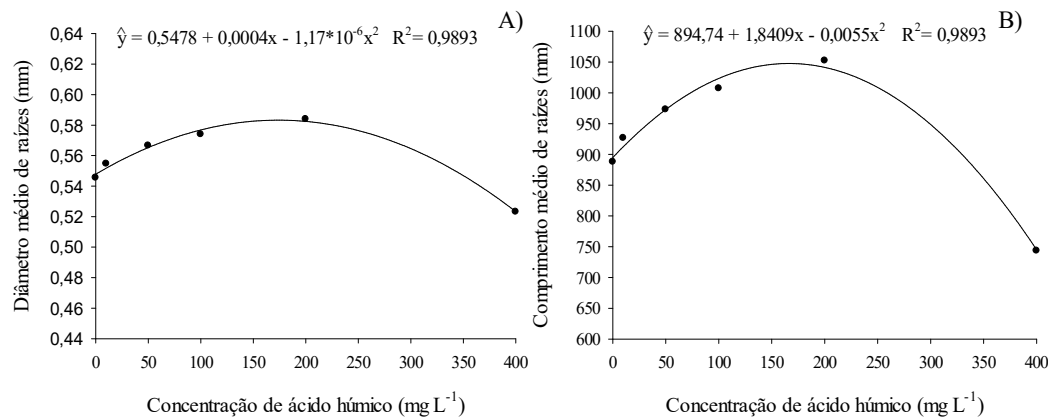 A)
ŷ = 0,5478 + 0,0004x - 1,17*10⁻⁶x² R² = 0,9893
Diâmetro médio de raízes (mm)
0,64
0,62
0,60
0,58
0,56
0,54
0,52
0,50
0,48
0,46
0,44
0 50 100 150 200 250 300 350 400
Concentração de ácido húmico (mg L⁻¹)
B)
ŷ = 894,74 + 1,8409x - 0,0055x² R² = 0,9893
Comprimento médio de raízes (mm)
1100
1050
1000
950
900
850
800
750
700
650
600
0 50 100 150 200 250 300 350 400
Concentração de ácido húmico (mg L⁻¹)